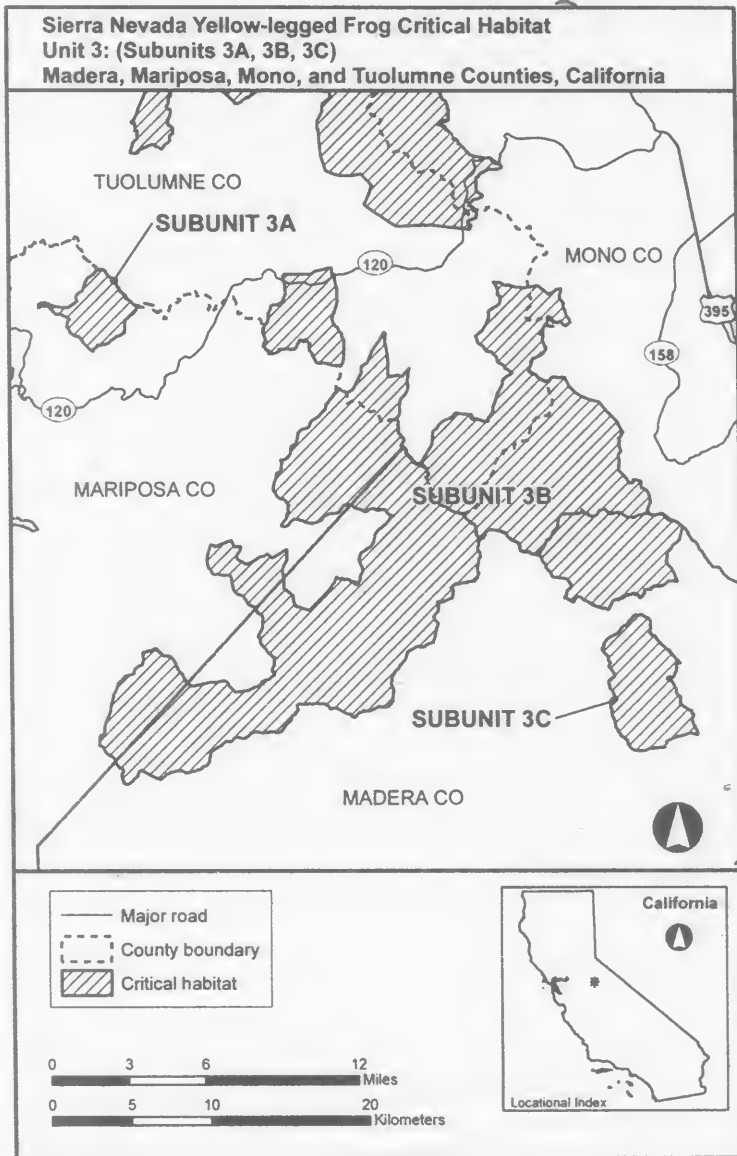 Sierra Nevada Yellow-legged Frog Critical Habitat
Unit 3: (Subunits 3A, 3B, 3C)
Madera, Mariposa, Mono, and Tuolumne Counties, California
TUOLUMNE CO
SUBUNIT 3A
120
MONO CO
395
158
120
MARIPOSA CO
SUBUNIT 3B
SUBUNIT 3C
MADERA CO
Major road
County boundary
Critical habitat
0 3 6 12
Miles
0 5 10 20
Kilometers
California
Locational Index